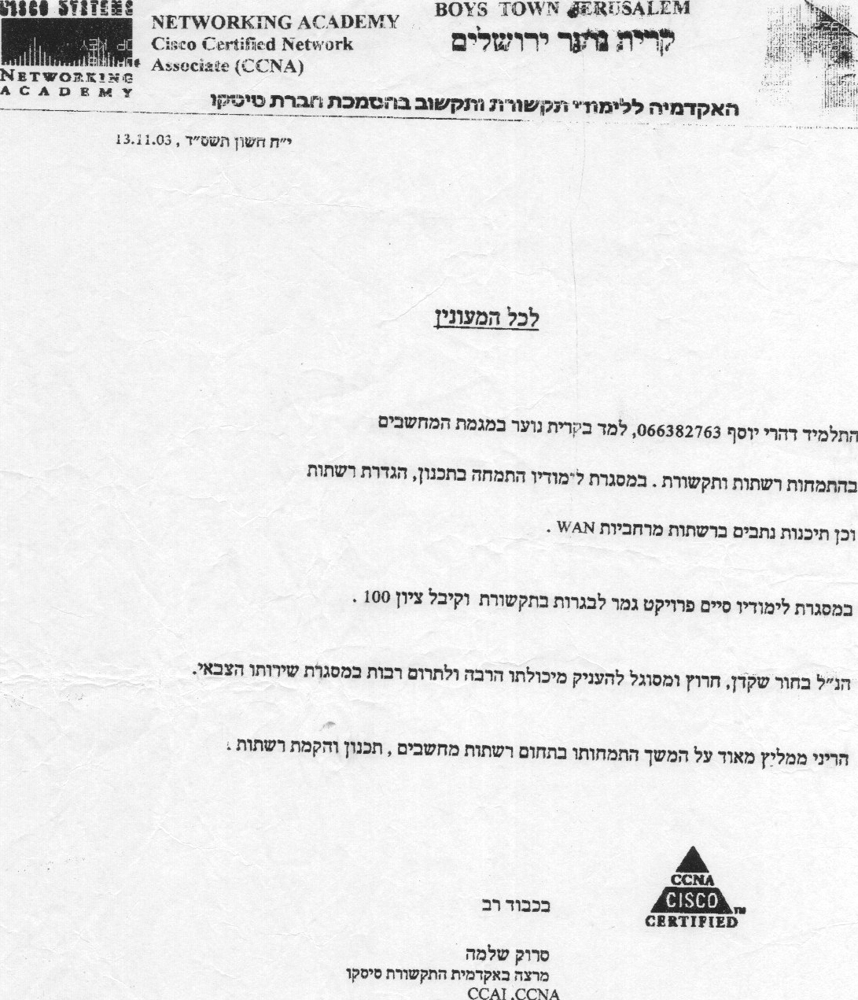 CISCO SYSTEMS
NETWORKING
ACADEMY
NETWORKING ACADEMY
Cisco Certified Network
Associate (CCNA)
BOYS TOWN JERUSALEM
קרית נוער ירושלים
האקדמיה ללימודי תקשורת ותקשוב בהסמכת חברת סיסקו
י״ח חשון תשס״ד , 13.11.03
לכל המעונין
התלמיד דהרי יוסף 066382763, למד בקרית נוער במגמת המחשבים
בהתמחות רשתות ותקשורת . במסגרת לימודיו התמחה בתכנון, הגדרת רשתות
וכן תיכנות נתבים ברשתות מרחביות WAN .
במסגרת לימודיו סיים פרויקט גמר לבגרות בתקשורת וקיבל ציון 100 .
הנ״ל בחור שקדן, חרוץ ומסוגל להעניק מיכולתו הרבה ולתרום רבות במסגרת שירותו הצבאי.
הריני ממליץ מאוד על המשך התמחותו בתחום רשתות מחשבים , תכנון והקמת רשתות .
CCNA
CISCO
CERTIFIED™
בכבוד רב
סרוק שלמה
מרצה באקדמית התקשורת סיסקו
CCAI ,CCNA